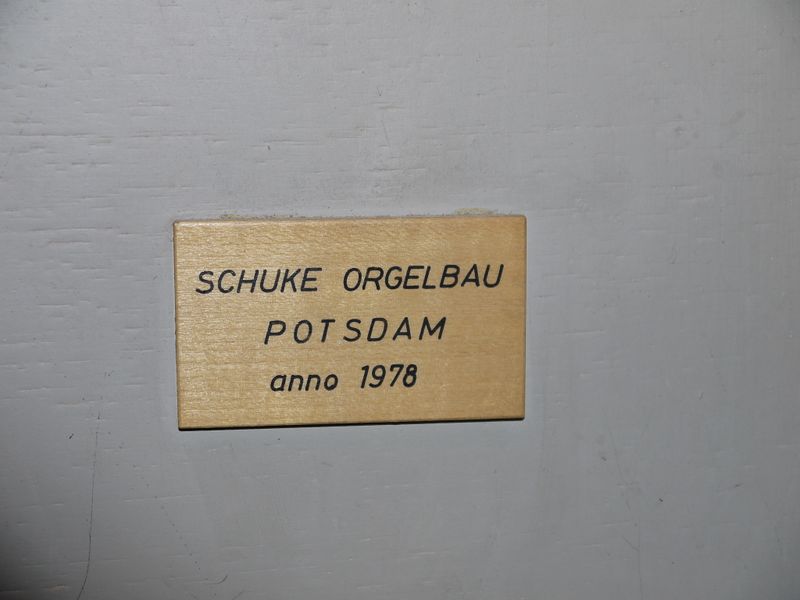 SCHUKE ORGELBAU
POTSDAM
anno 1978